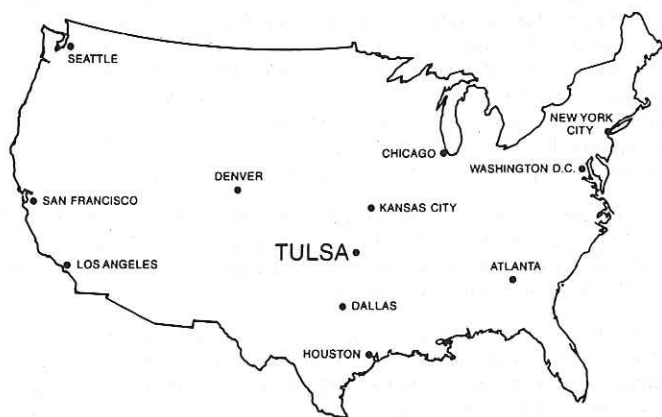 SEATTLE
NEW YORK
CITY
CHICAGO
WASHINGTON D.C.
DENVER
SAN FRANCISCO
KANSAS CITY
TULSA
LOS ANGELES
ATLANTA
DALLAS
HOUSTON